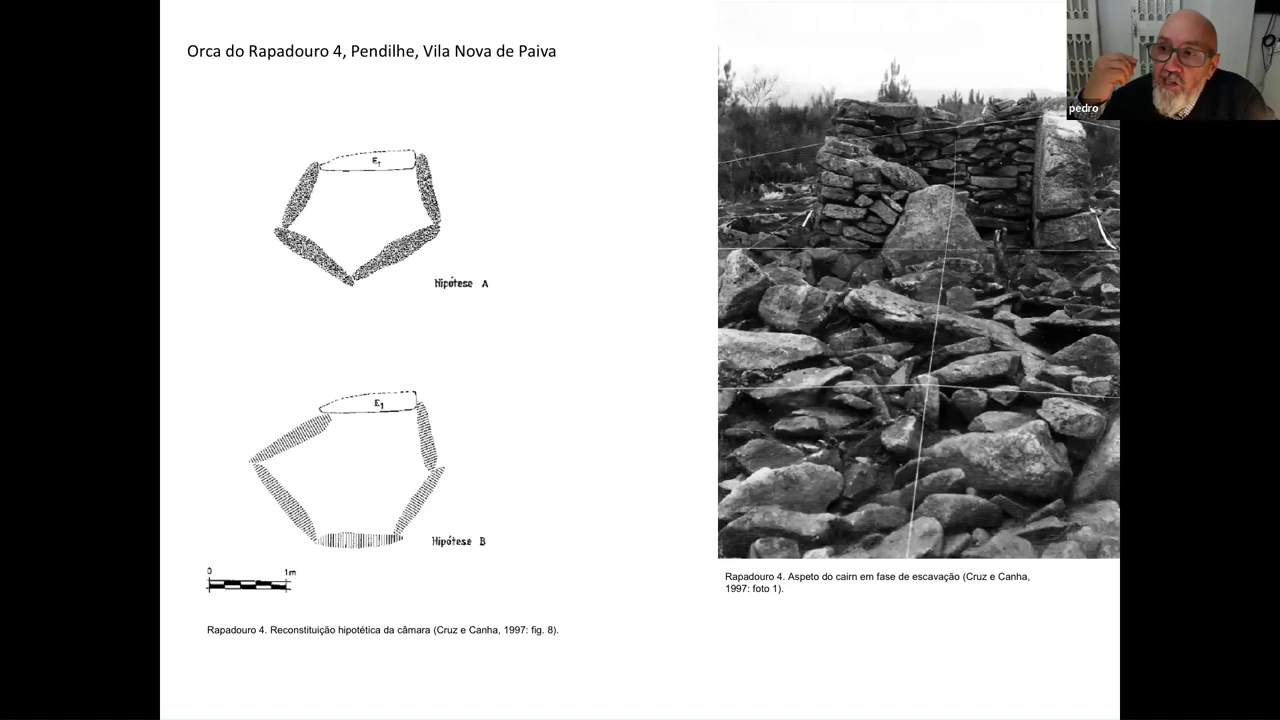 Orca do Rapadouro 4, Pendilhe, Vila Nova de Paiva
E1
Hipótese A
E1
Hipótese B
0 1m
Rapadouro 4. Reconstituição hipotética da câmara (Cruz e Canha, 1997: fig. 8).
Rapadouro 4. Aspeto do cairn em fase de escavação (Cruz e Canha,
1997: foto 1).
pedro